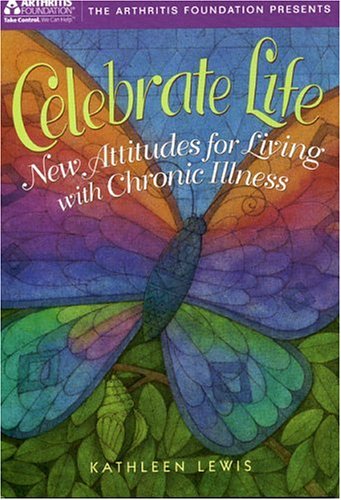 ARTHRITIS
FOUNDATION®
Take Control. We Can Help™
THE ARTHRITIS FOUNDATION PRESENTS
Celebrate Life
New Attitudes for Living
with Chronic Illness
KATHLEEN LEWIS